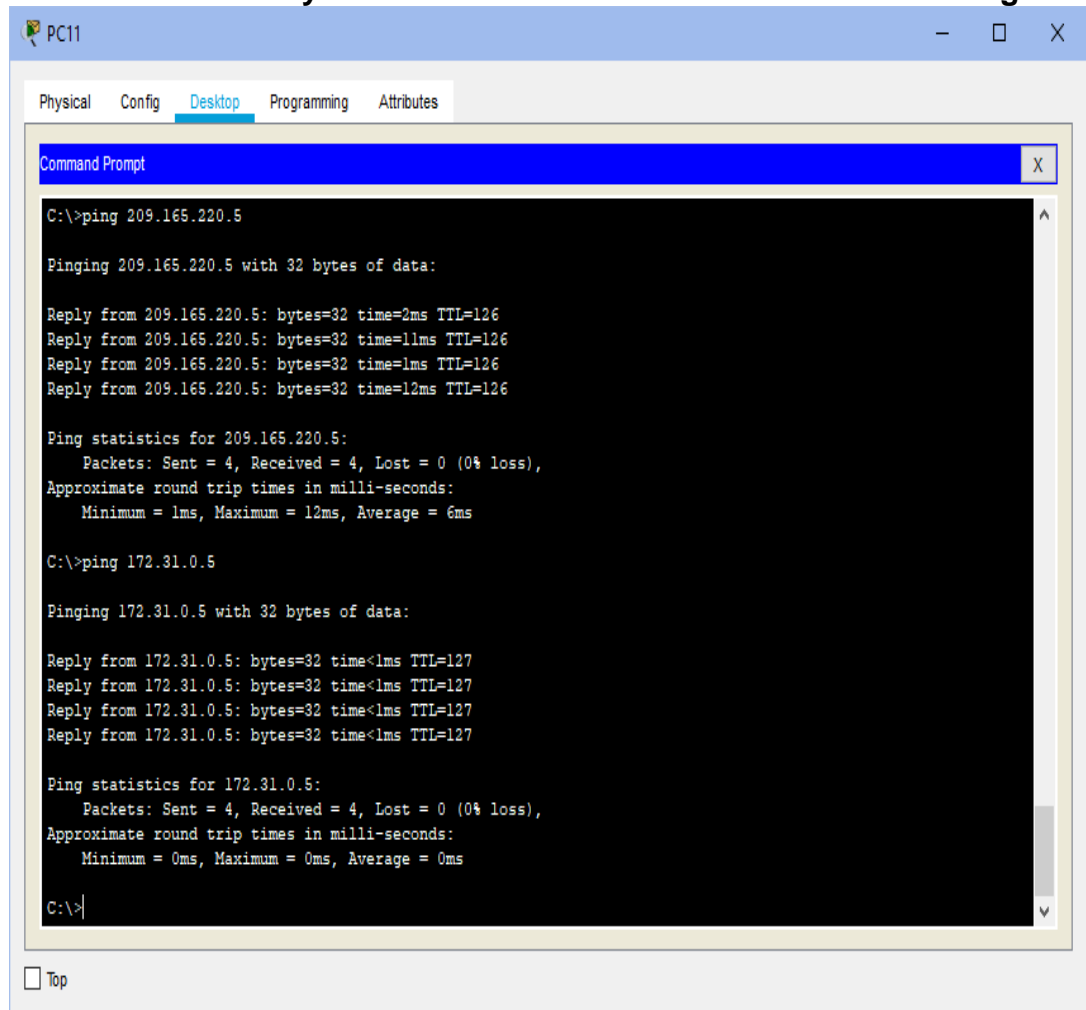 PC11
Physical Config Desktop Programming Attributes
Command Prompt
X
C:\>ping 209.165.220.5
Pinging 209.165.220.5 with 32 bytes of data:
Reply from 209.165.220.5: bytes=32 time=2ms TTL=126
Reply from 209.165.220.5: bytes=32 time=11ms TTL=126
Reply from 209.165.220.5: bytes=32 time=1ms TTL=126
Reply from 209.165.220.5: bytes=32 time=12ms TTL=126
Ping statistics for 209.165.220.5:
Packets: Sent = 4, Received = 4, Lost = 0 (0% loss),
Approximate round trip times in milli-seconds:
Minimum = 1ms, Maximum = 12ms, Average = 6ms
C:\>ping 172.31.0.5
Pinging 172.31.0.5 with 32 bytes of data:
Reply from 172.31.0.5: bytes=32 time<1ms TTL=127
Reply from 172.31.0.5: bytes=32 time<1ms TTL=127
Reply from 172.31.0.5: bytes=32 time<1ms TTL=127
Reply from 172.31.0.5: bytes=32 time<1ms TTL=127
Ping statistics for 172.31.0.5:
Packets: Sent = 4, Received = 4, Lost = 0 (0% loss),
Approximate round trip times in milli-seconds:
Minimum = 0ms, Maximum = 0ms, Average = 0ms
C:\>
Top